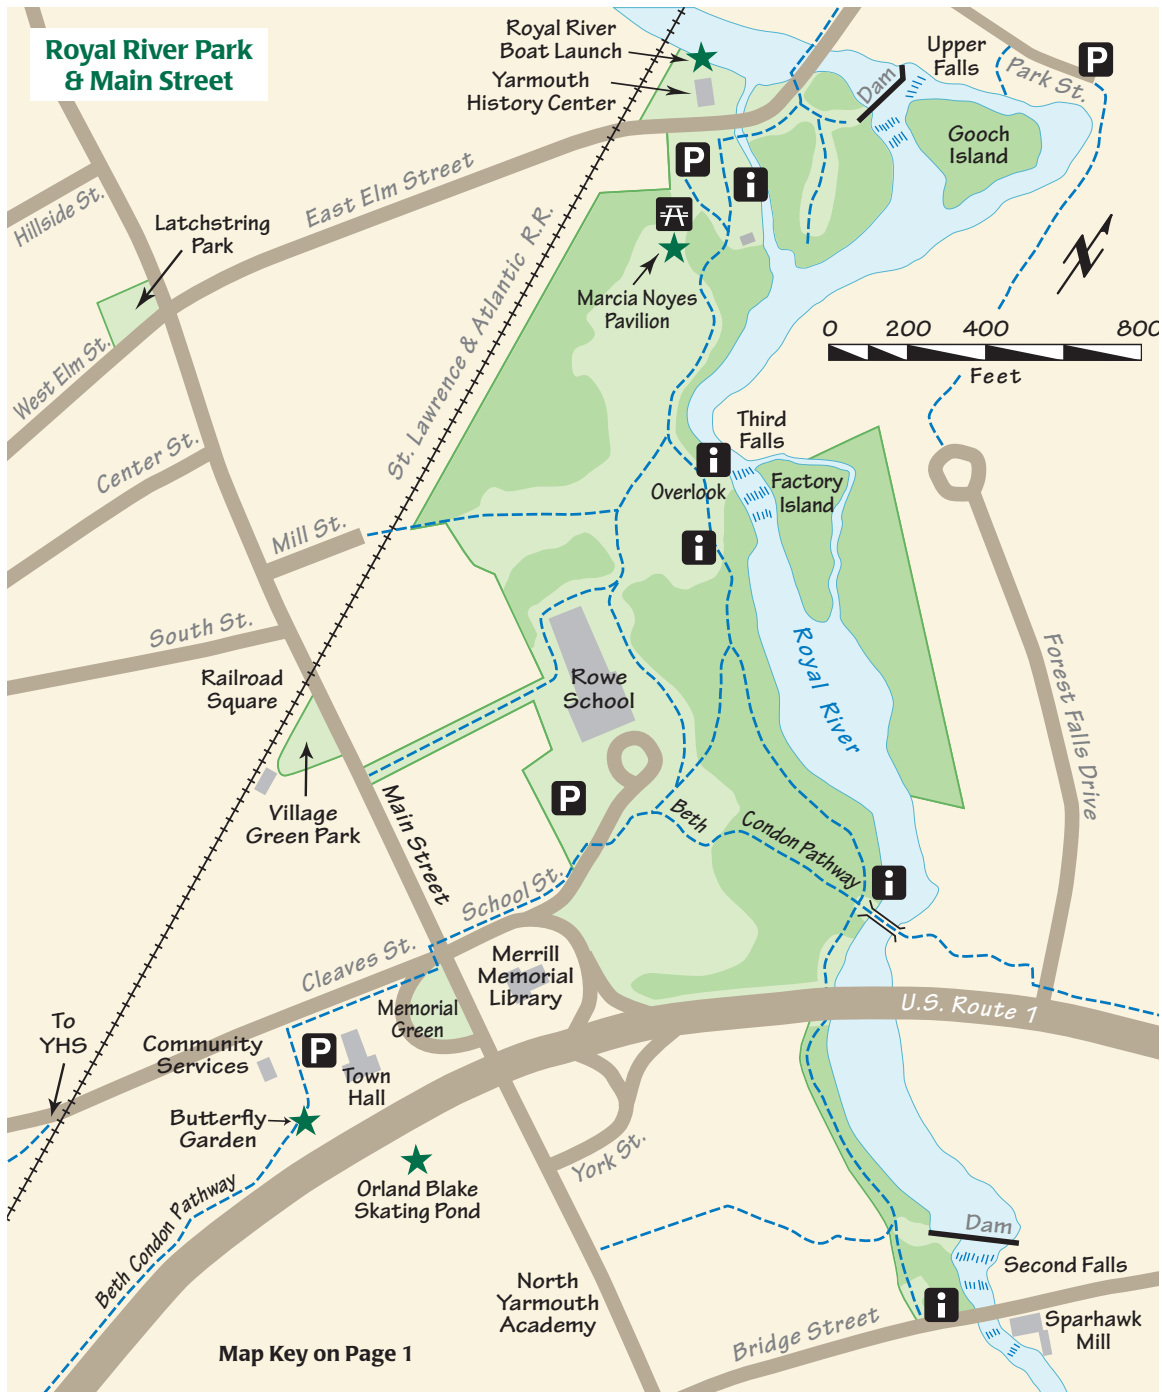 Royal River Park
& Main Street
Royal River
Boat Launch
Yarmouth
History Center
Upper
Falls
Dam
Park St.
P
Gooch
Island
Hillside St.
Latchstring
Park
East Elm Street
St. Lawrence & Atlantic R.R.
P
i
Marcia Noyes
Pavilion
N
0 200 400 800
Feet
West Elm St.
Center St.
Third
Falls
i
Overlook
Factory
Island
Mill St.
i
South St.
Railroad
Square
Rowe
School
Royal River
Forest Falls Drive
Village
Green Park
Main Street
P
Beth Condon Pathway
i
School St.
Cleaves St.
Merrill
Memorial
Library
Memorial
Green
U.S. Route 1
To
YHS
Community
Services
P
Town
Hall
Butterfly
Garden
York St.
Orland Blake
Skating Pond
Beth Condon Pathway
Dam
Second Falls
North
Yarmouth
Academy
i
Bridge Street
Sparhawk
Mill
Map Key on Page 1